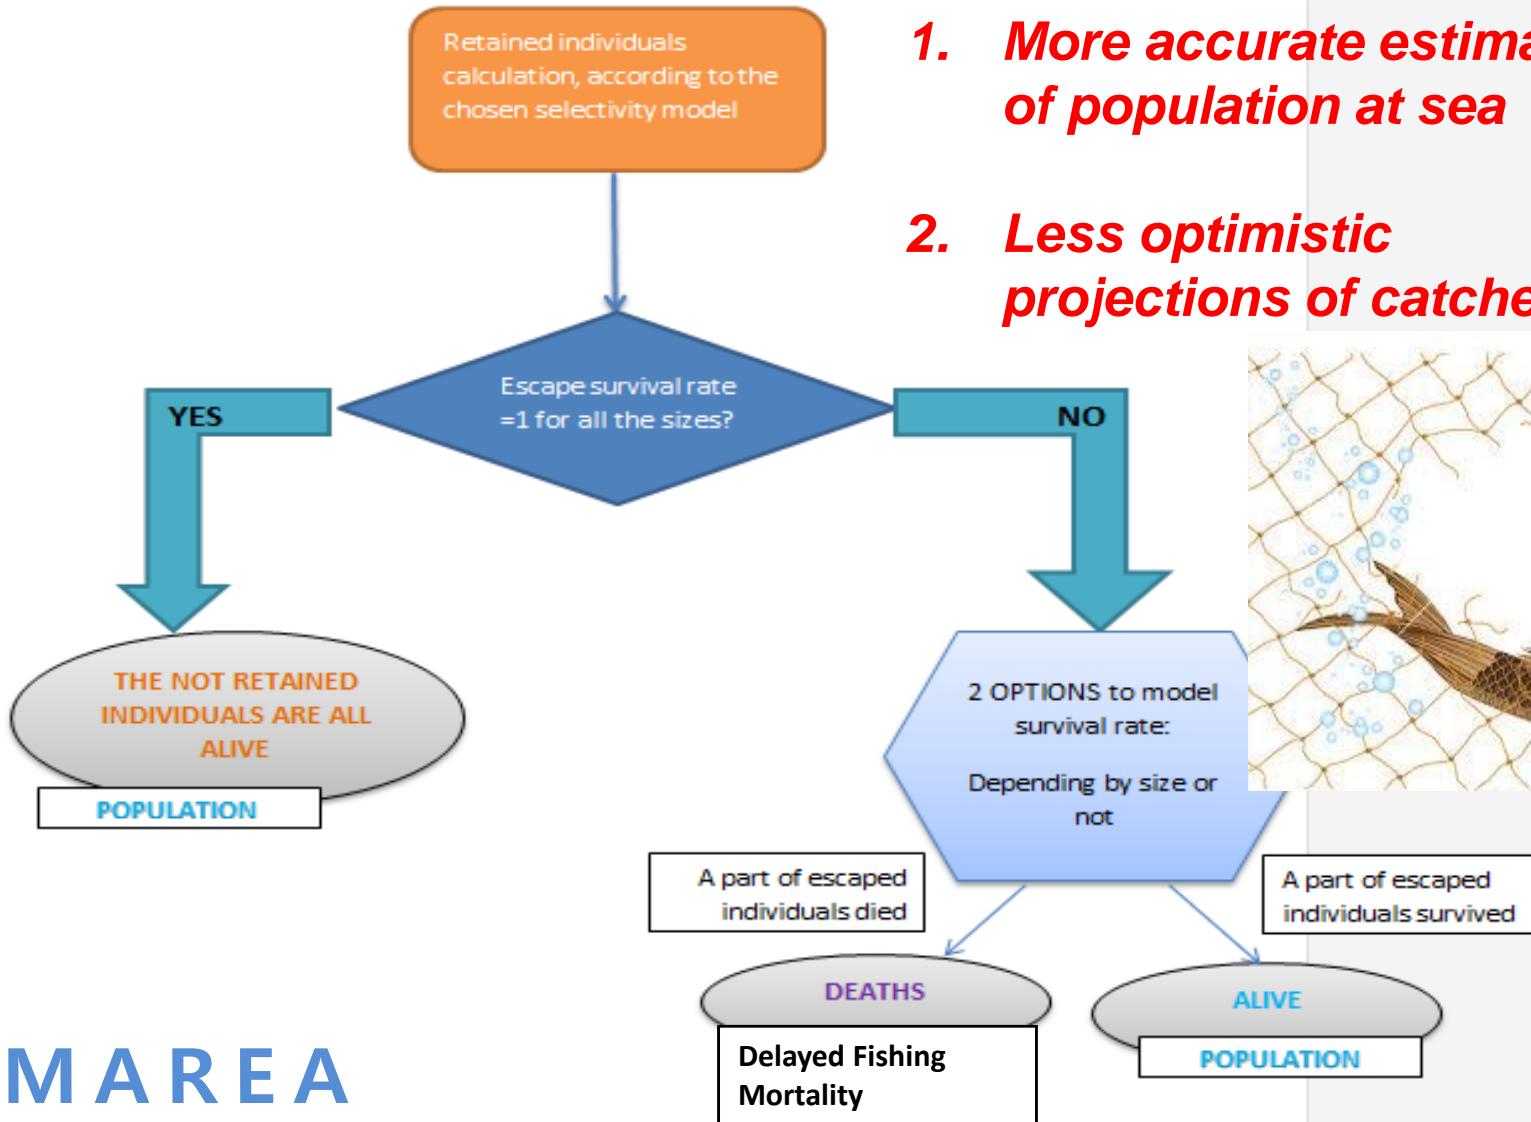 Retained individuals
calculation, according to the
chosen selectivity model
1. More accurate
of population at sea
2. Less optimistic
projections of
Escape survival rate
=1 for all the sizes?
YES
NO
THE NOT RETAINED
INDIVIDUALS ARE ALL
ALIVE
POPULATION
2 OPTIONS to model
survival rate:
Depending by size or
not
A part of escaped
individuals died
A part of escaped
individuals survived
DEATHS
Delayed Fishing
Mortality
ALIVE
POPULATION
MAREA